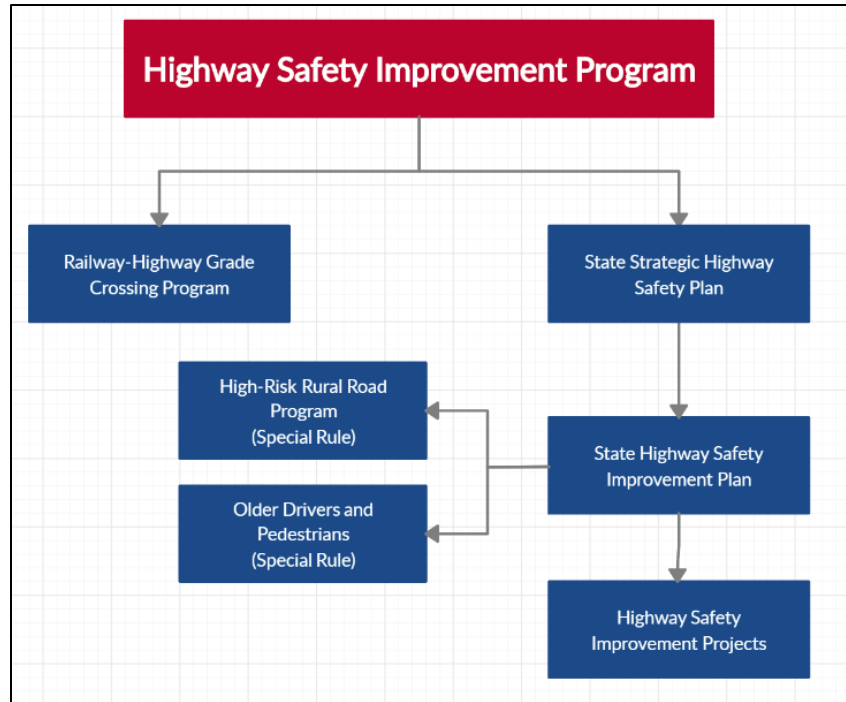 Highway Safety Improvement Program
Railway-Highway Grade
Crossing Program
State Strategic Highway
Safety Plan
High-Risk Rural Road
Program
(Special Rule)
State Highway Safety
Improvement Plan
Older Drivers and
Pedestrians
(Special Rule)
Highway Safety
Improvement Projects